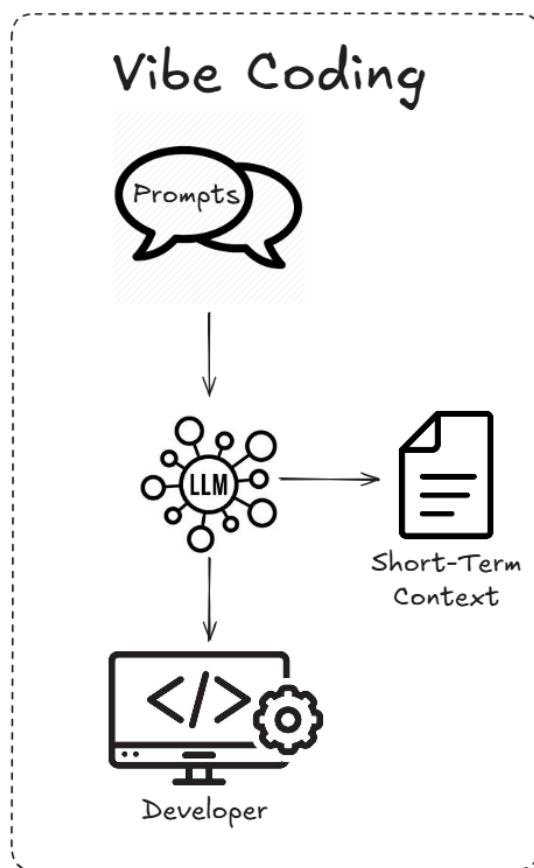 Vibe Coding
Prompts
LLM
Short-Term
Context
</>
Developer